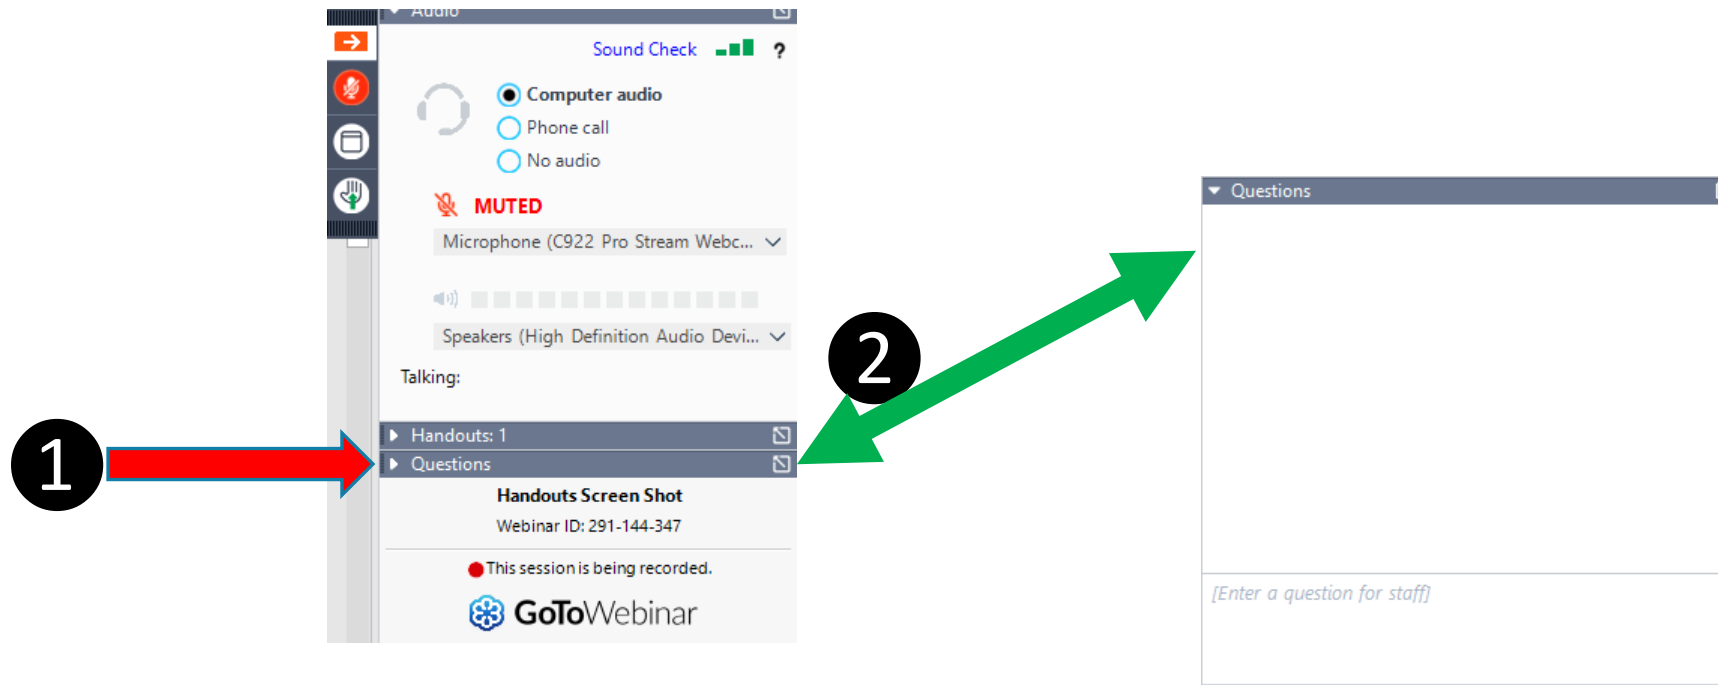 Audio
Sound Check ?
Computer audio
Phone call
No audio
MUTED
Microphone (C922 Pro Stream Webc...
Speakers (High Definition Audio Devi...
Talking:
Handouts: 1
Questions
Handouts Screen Shot
Webinar ID: 291-144-347
This session is being recorded.
GoToWebinar
1
2
Questions
[Enter a question for staff]